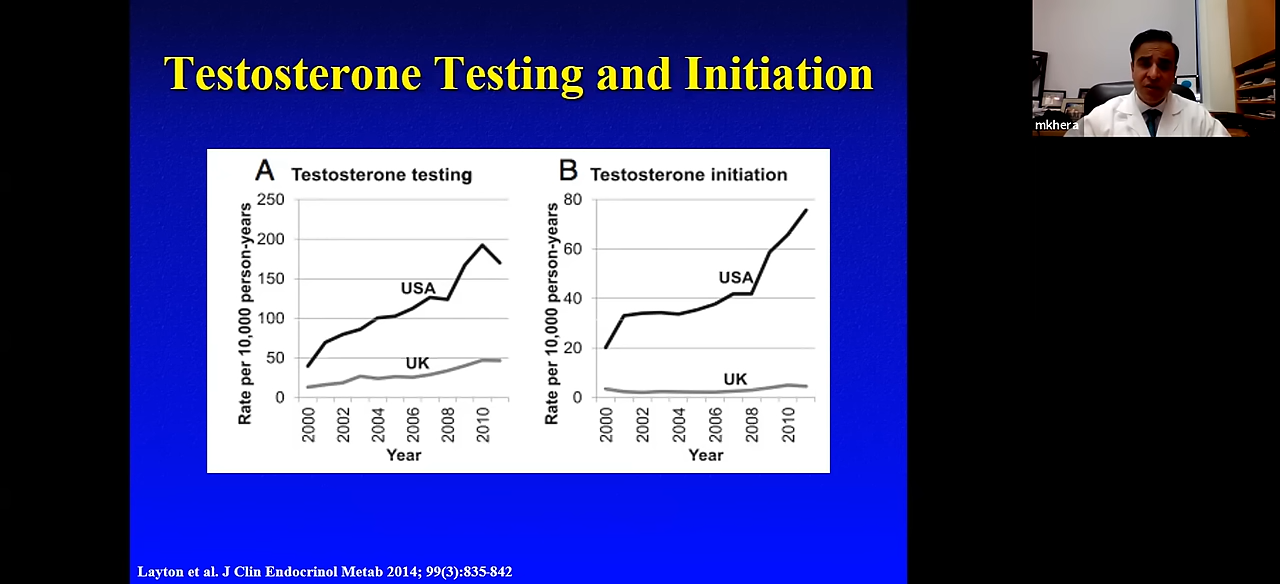 Testosterone Testing and Initiation
mkhera
A Testosterone testing
Rate per 10,000 person-years
250
200
150
100
50
0
USA
UK
2000 2002 2004 2006 2008 2010
Year
B Testosterone initiation
Rate per 10,000 person-years
80
60
40
20
0
USA
UK
2000 2002 2004 2006 2008 2010
Year
Layton et al. J Clin Endocrinol Metab 2014; 99(3):835-842